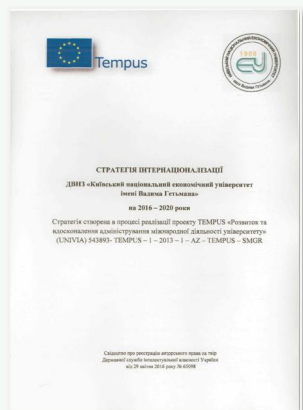 Tempus
1906
СТРАТЕГІЯ ІНТЕРНАЦІОНАЛІЗАЦІЇ
ДВНЗ «Київський національний економічний університет
імені Вадима Гетьмана»
на 2016 – 2020 роки
Стратегія створена в процесі реалізації проекту TEMPUS «Розвиток та
вдосконалення адміністрування міжнародної діяльності університету»
(UNIVIA) 543893- TEMPUS – 1 – 2013 – 1 – AZ – TEMPUS – SMGR
Свідоцтво про реєстрацію авторського права на твір
Державної служби інтелектуальної власності України
від 29 квітня 2016 року № 65098